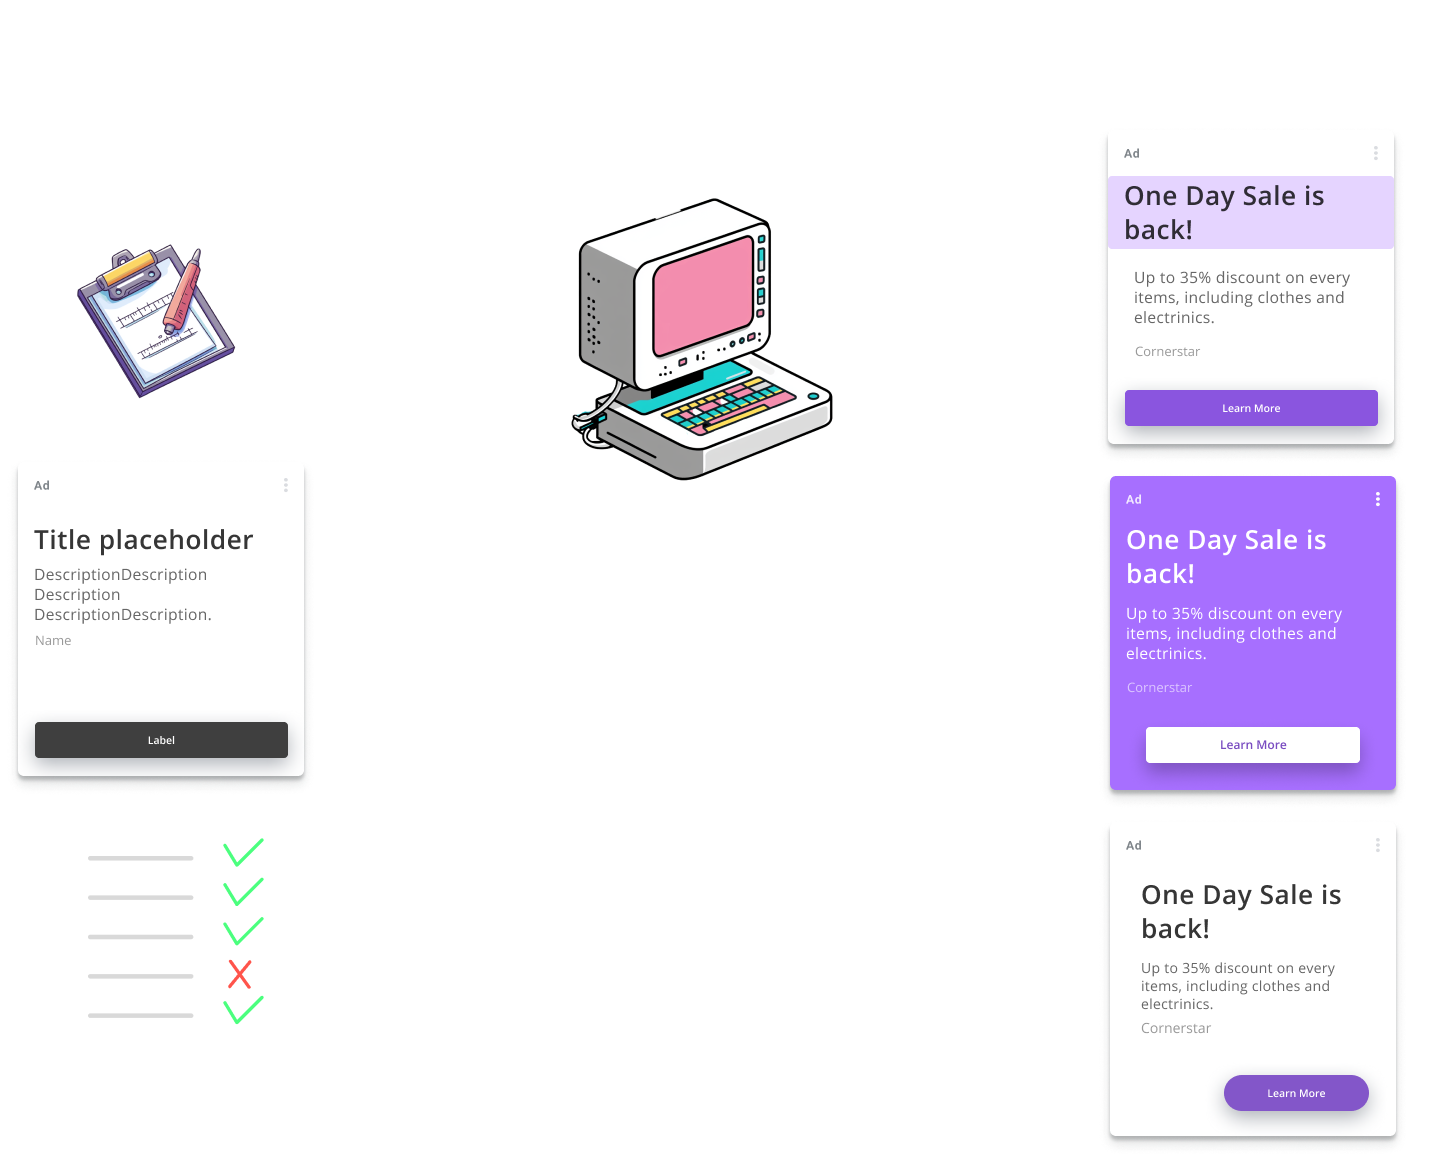 Ad
Title placeholder
DescriptionDescription
Description
DescriptionDescription.
Name
Label
Ad
One Day Sale is
back!
Up to 35% discount on every
items, including clothes and
electrinics.
Cornerstar
Learn More
Ad
One Day Sale is
back!
Up to 35% discount on every
items, including clothes and
electrinics.
Cornerstar
Learn More
Ad
One Day Sale is
back!
Up to 35% discount on every
items, including clothes and
electrinics.
Cornerstar
Learn More